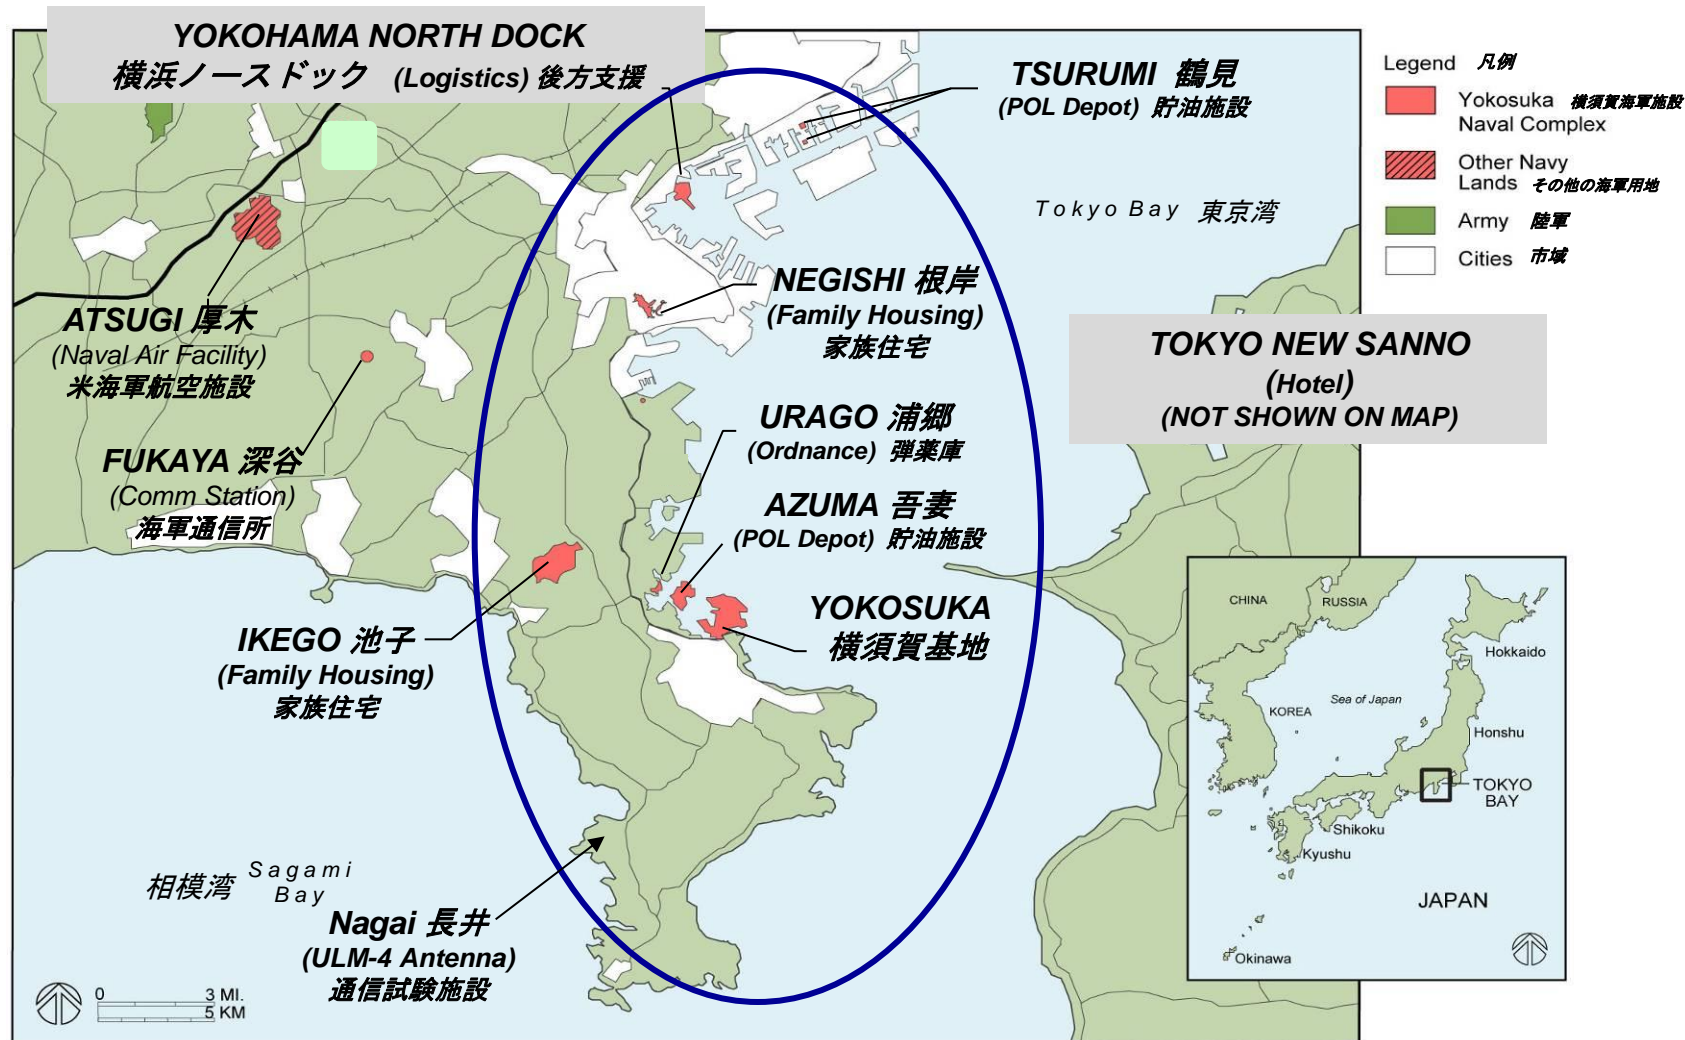 YOKOHAMA NORTH DOCK
横浜ノースドック (Logistics) 後方支援
TSURUMI 鶴見
(POL Depot) 貯油施設
Legend 凡例
Yokosuka 横須賀海軍施設
Naval Complex
Other Navy
Lands その他の海軍用地
Army 陸軍
Cities 市域
Tokyo Bay 東京湾
NEGISHI 根岸
(Family Housing)
家族住宅
ATSUGI 厚木
(Naval Air Facility)
米海軍航空施設
TOKYO NEW SANNO
(Hotel)
(NOT SHOWN ON MAP)
URAGO 浦郷
(Ordnance) 弾薬庫
FUKAYA 深谷
(Comm Station)
海軍通信所
AZUMA 吾妻
(POL Depot) 貯油施設
YOKOSUKA
横須賀基地
IKEGO 池子
(Family Housing)
家族住宅
相模湾 Sagami
Bay
Nagai 長井
(ULM-4 Antenna)
通信試験施設
0 3 MI.
5 KM
CHINA
RUSSIA
Hokkaido
Sea of Japan
KOREA
Honshu
TOKYO
BAY
Shikoku
Kyushu
JAPAN
Okinawa